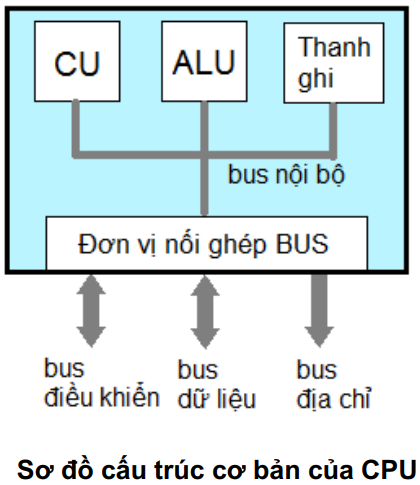 CU
ALU
Thanh
ghi
bus nội bộ
Đơn vị nối ghép BUS
bus
điều khiển
bus
dữ liệu
bus
địa chỉ
Sơ đồ cấu trúc cơ bản của CPU